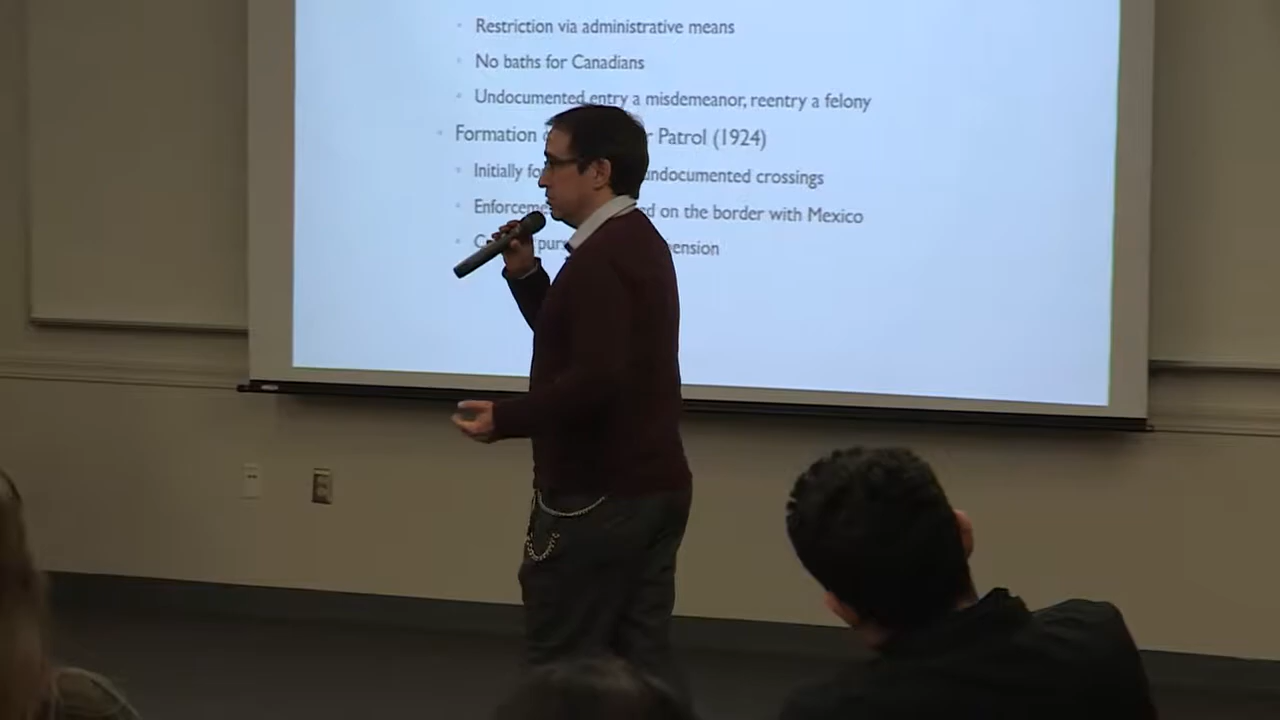 Restriction via administrative means
No baths for Canadians
Undocumented entry a misdemeanor, reentry a felony
Formation Patrol (1924)
Initially undocumented crossings
on the border with Mexico